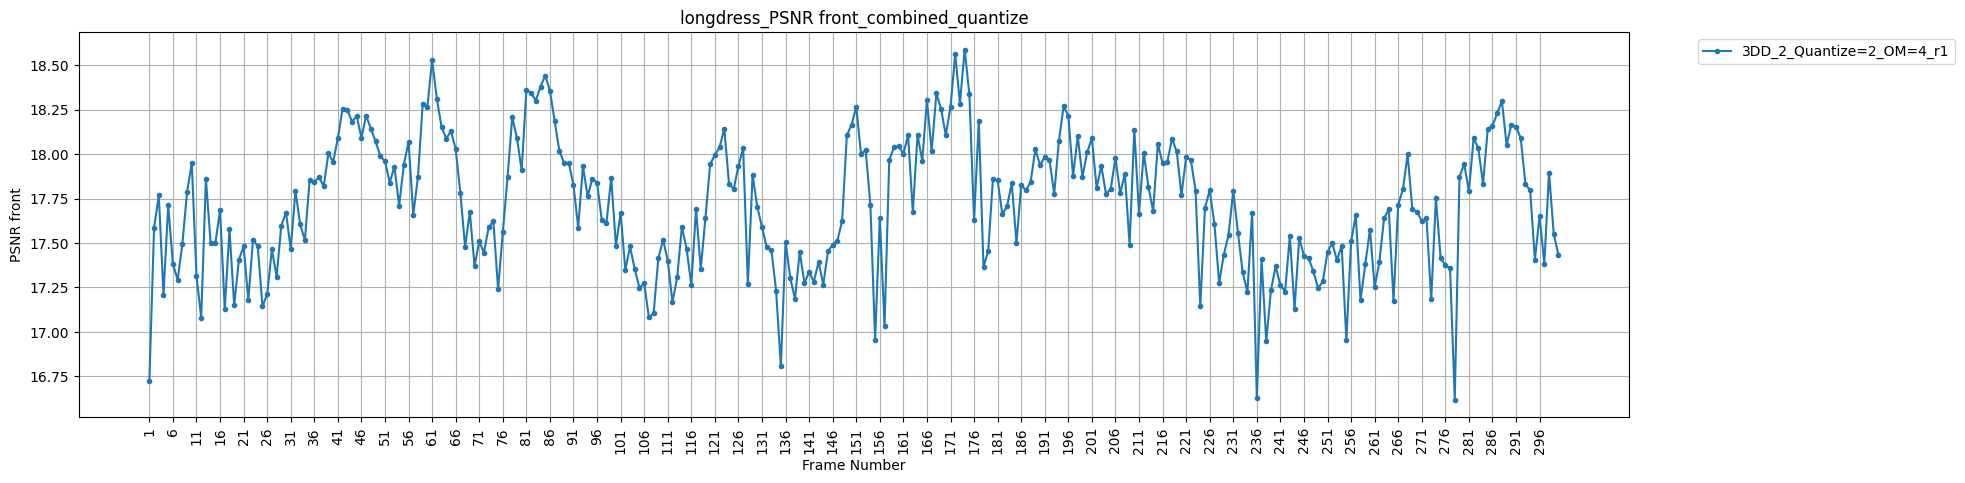 longdress_PSNR front_combined_quantize
3DD_2_Quantize=2_OM=4_r1
PSNR front
18.50
18.25
18.00
17.75
17.50
17.25
17.00
16.75
1 6 11 16 21 26 31 36 41 46 51 56 61 66 71 76 81 86 91 96 101 106 111 116 121 126 131 136 141 146 151 156 161 166 171 176 181 186 191 196 201 206 211 216 221 226 231 236 241 246 251 256 261 266 271 276 281 286 291 296
Frame Number